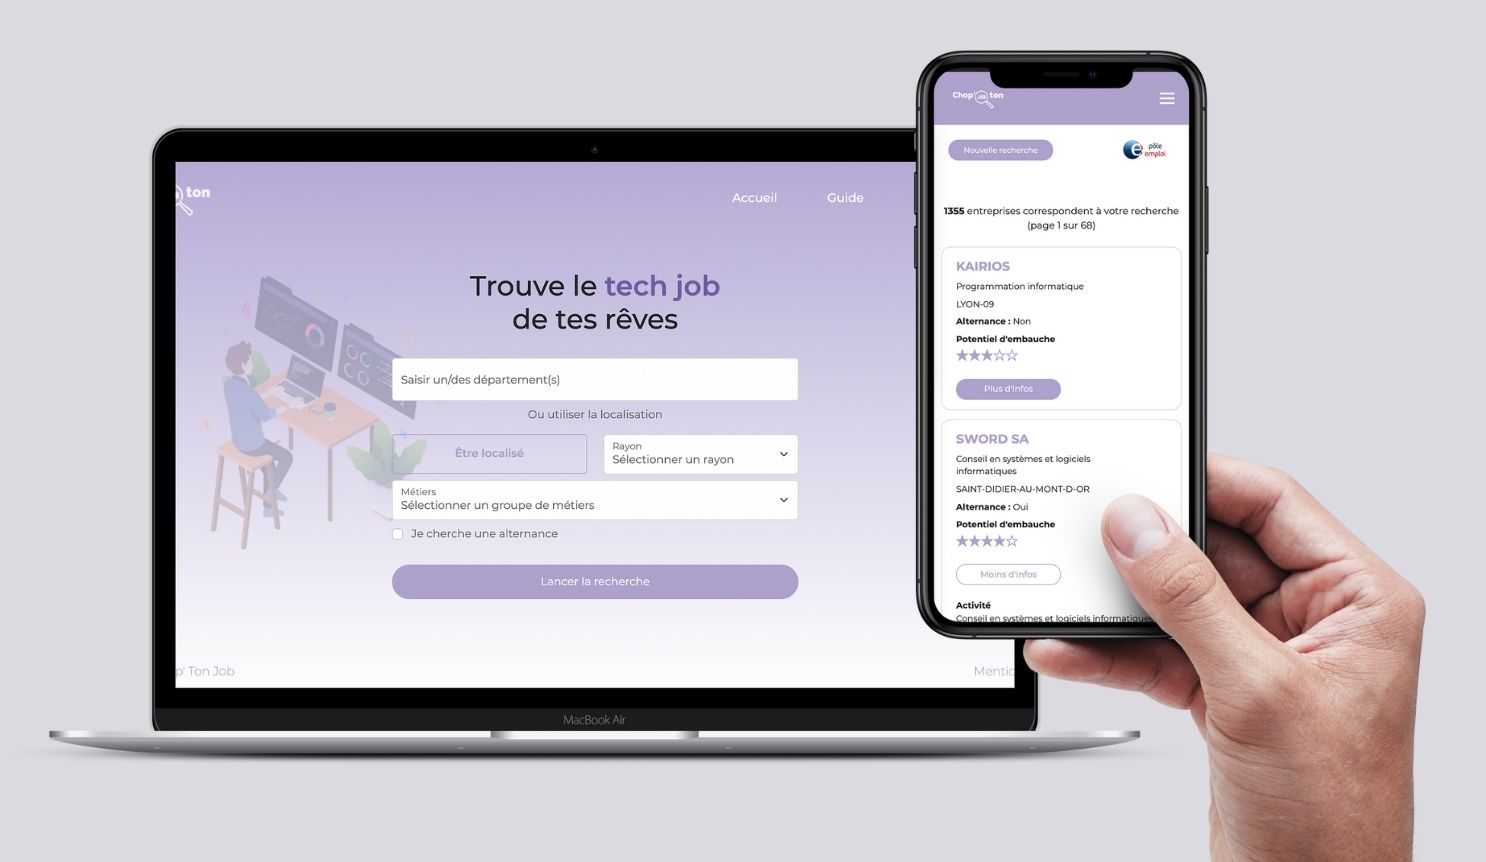 ton
Accueil
Guide
Trouve le tech job
de tes rêves
Saisir un/des département(s)
Ou utiliser la localisation
Être localisé
Rayon
Sélectionner un rayon
Métiers
Sélectionner un groupe de métiers
Je cherche une alternance
Lancer la recherche
p' Ton Job
Mentic
MacBook Air
Chop' JOB ton
Nouvelle recherche
pôle
emploi
1355 entreprises correspondent à votre recherche
(page 1 sur 68)
KAIRIOS
Programmation informatique
LYON-09
Alternance : Non
Potentiel d'embauche
Plus d'infos
SWORD SA
Conseil en systèmes et logiciels
informatiques
SAINT-DIDIER-AU-MONT-D-OR
Alternance : Oui
Potentiel d'embauche
Moins d'infos
Activité
Conseil en systèmes et logiciels informatiques